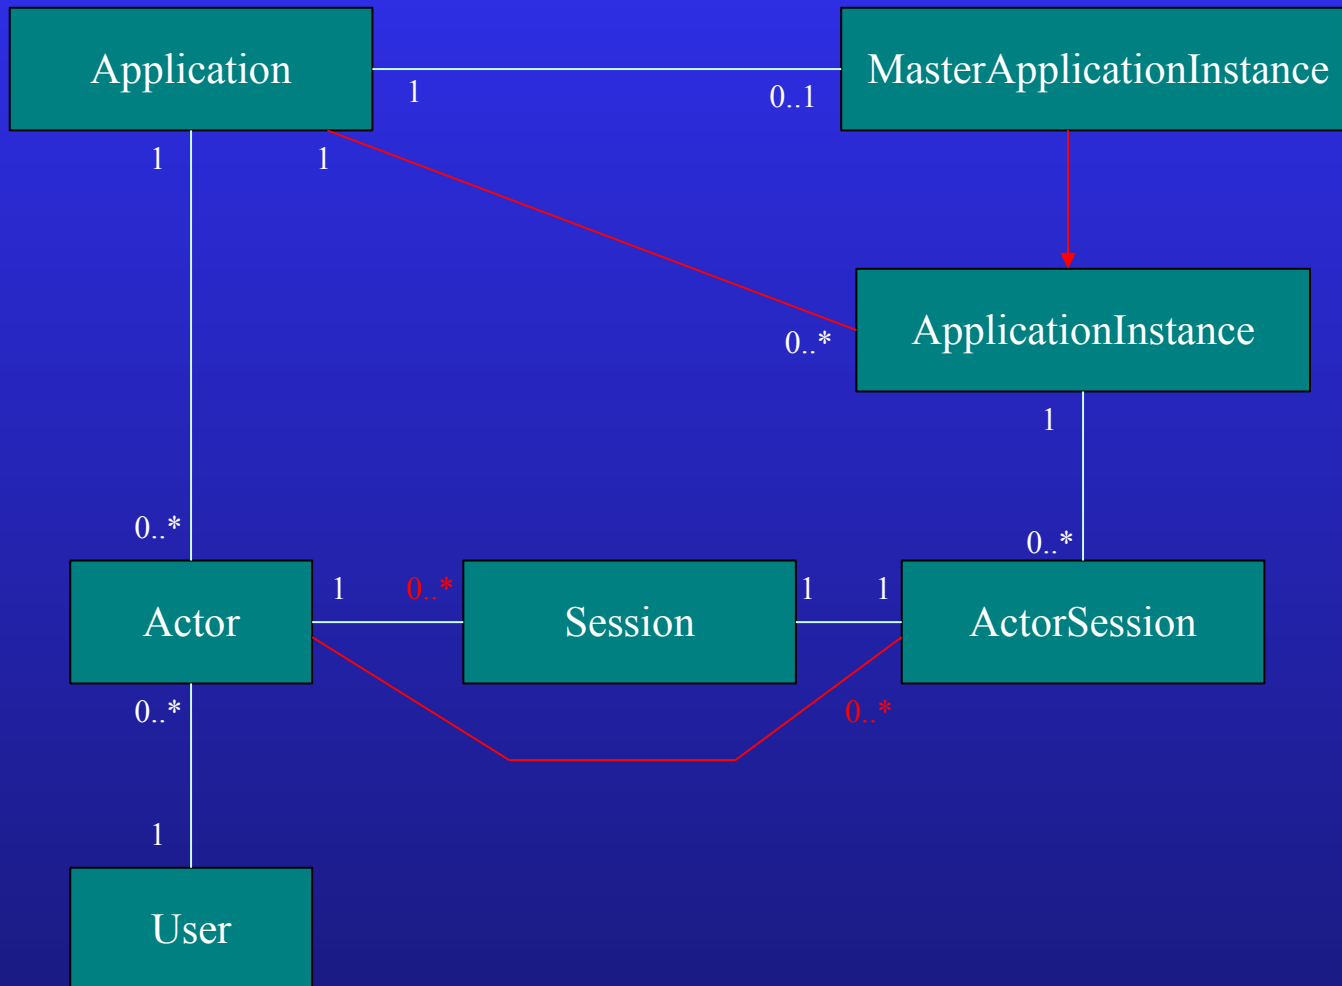 Application
MasterApplicationInstance
1
0..1
1
1
ApplicationInstance
0..*
1
0..*
0..*
1
0..*
1
1
Actor
Session
ActorSession
0..*
0..*
1
User